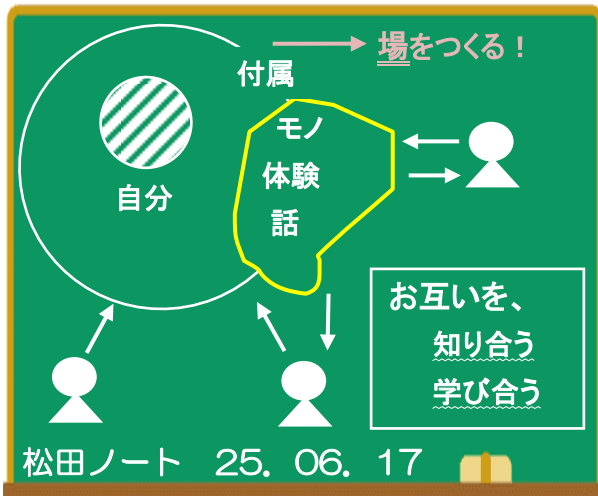 場をつくる！
付属
モノ
体験
話
自分
お互いを、
知り合う
学び合う
松田ノート 25. 06. 17